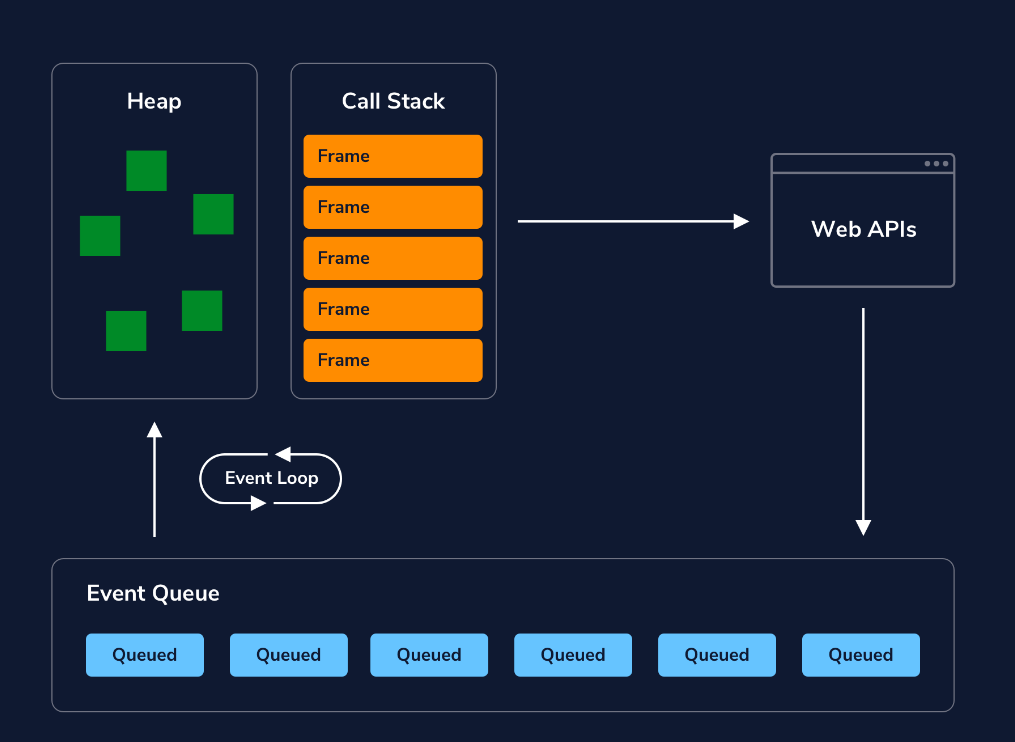 Heap
Call Stack
Frame
Frame
Frame
Frame
Frame
Web APIs
Event Loop
Event Queue
Queued
Queued
Queued
Queued
Queued
Queued